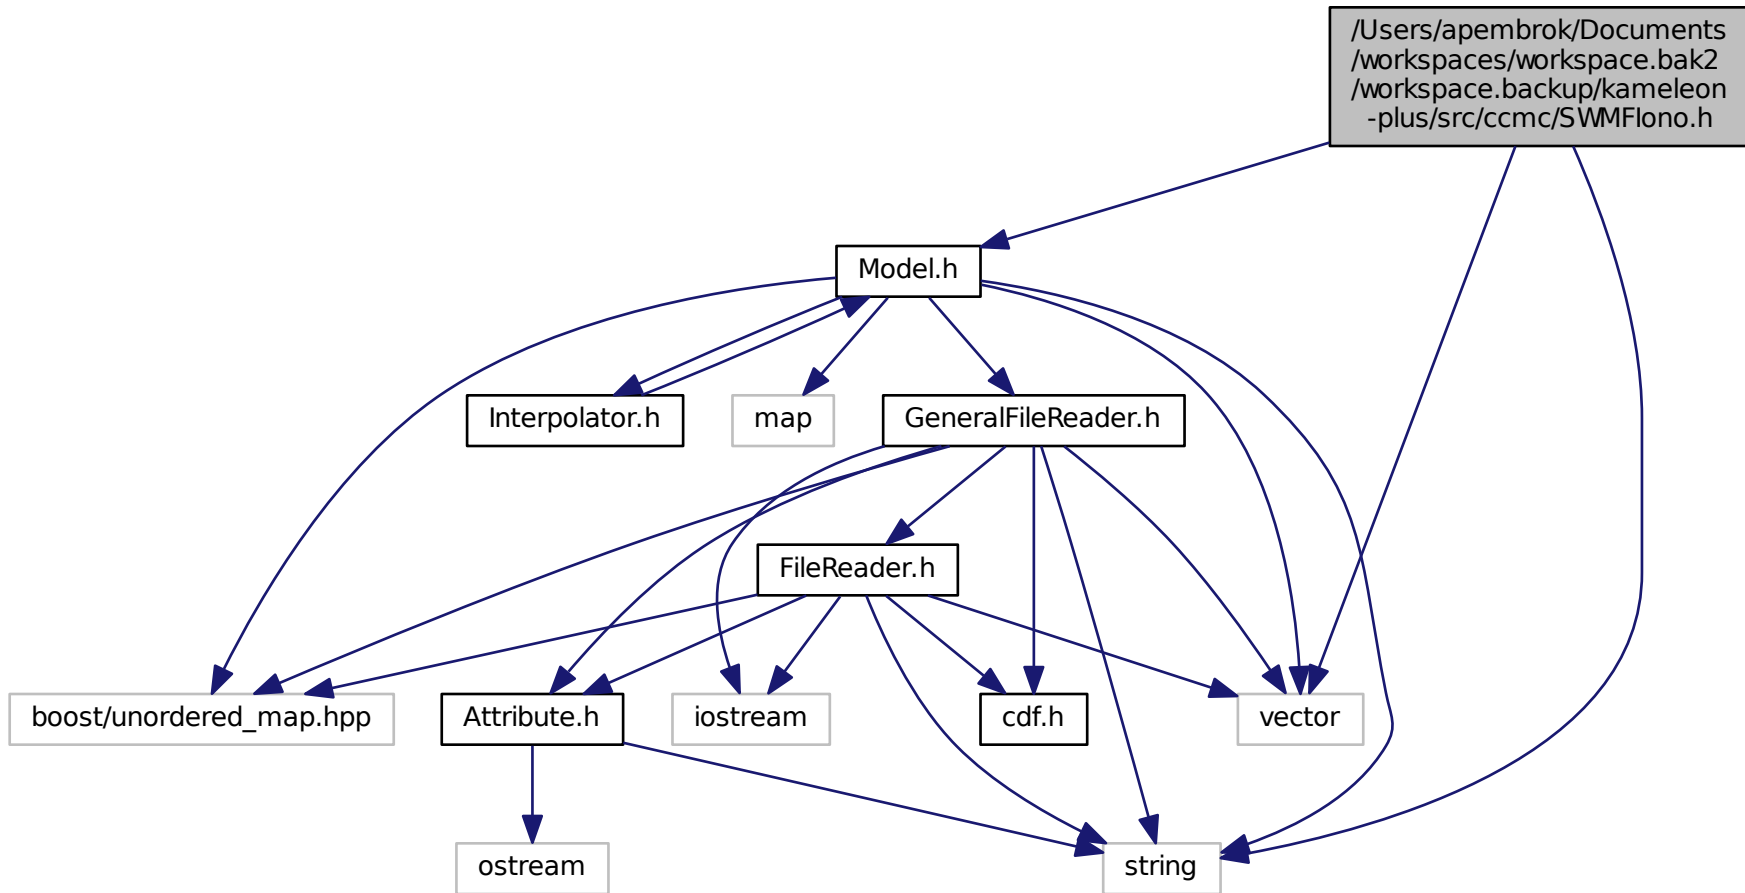 /Users/apembrok/Documents
/workspaces/workspace.bak2
/workspace.backup/kameleon
-plus/src/ccmc/SWMFIono.h
Model.h
Interpolator.h
map
GeneralFileReader.h
FileReader.h
boost/unordered_map.hpp
Attribute.h
iostream
cdf.h
vector
ostream
string